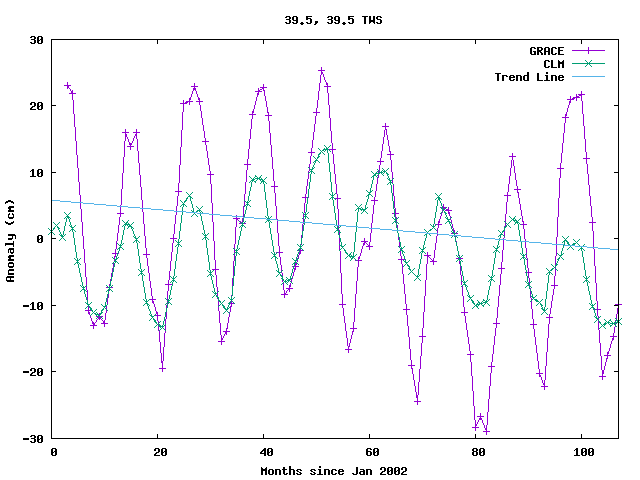 39.5, 39.5 TWS
GRACE
CLM
Trend Line
30
20
10
0
-10
-20
-30
Anomaly (cm)
0 20 40 60 80 100
Months since Jan 2002